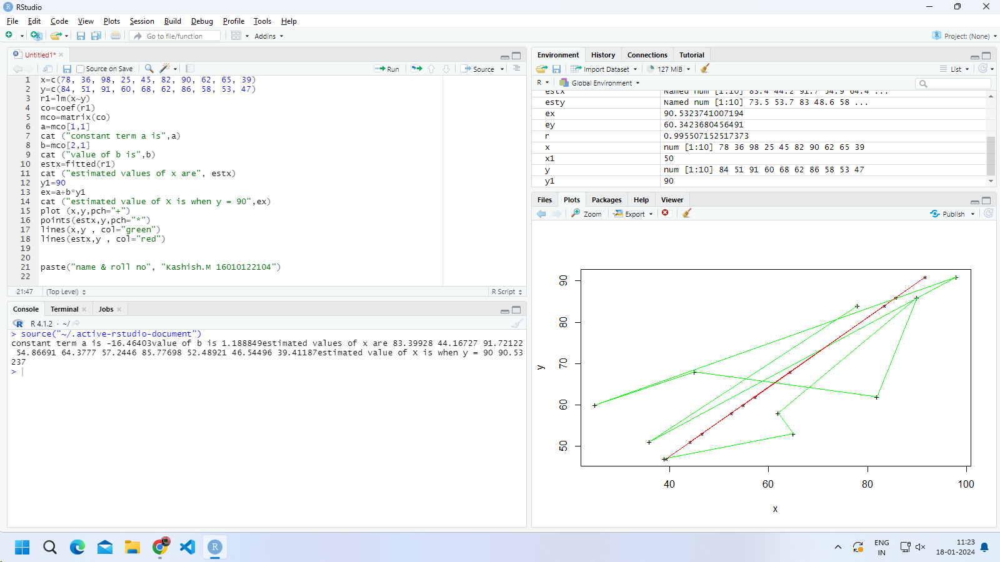 RStudio
File Edit Code View Plots Session Build Debug Profile Tools Help
Go to file/function Addins Project: (None)
Untitled1*
Source on Save Run Source
1 x=c(78, 36, 98, 25, 45, 82, 90, 62, 65, 39)
2 y=c(84, 51, 91, 60, 68, 62, 86, 58, 53, 47)
3 r1=lm(x~y)
4 co=coef(r1)
5 mco=matrix(co)
6 a=mco[1,1]
7 cat ("constant term a is",a)
8 b=mco[2,1]
9 cat ("value of b is",b)
10 estx=fitted(r1)
11 cat ("estimated values of x are", estx)
12 y1=90
13 ex=a+b*y1
14 cat ("estimated value of X is when y = 90",ex)
15 plot (x,y,pch="+")
16 points(estx,y,pch="*")
17 lines(x,y , col="green")
18 lines(estx,y , col="red")
19
20
21 paste("name & roll no", "Kashish.M 16010122104")
22
21:47 (Top Level) R Script
Console Terminal Jobs
R 4.1.2 · ~/
> source("~/.active-rstudio-document")
constant term a is -16.46403value of b is 1.188849estimated values of x are 83.39928 44.16727 91.72122
54.86691 64.3777 57.2446 85.77698 52.48921 46.54496 39.41187estimated value of X is when y = 90 90.53
237
>
Environment History Connections Tutorial
Import Dataset 127 MiB List
R Global Environment
estx Named num [1:10] 83.4 44.2 91.7 54.9 64.4 ...
esty Named num [1:10] 73.5 53.7 83 48.6 58 ...
ex 90.5323741007194
ey 60.3423680456491
r 0.995507152517373
x num [1:10] 78 36 98 25 45 82 90 62 65 39
x1 50
y num [1:10] 84 51 91 60 68 62 86 58 53 47
y1 90
Files Plots Packages Help Viewer
Zoom Export Publish
90
80
70
60
50
y
40 60 80 100
x
ENG
IN
11:23
18-01-2024